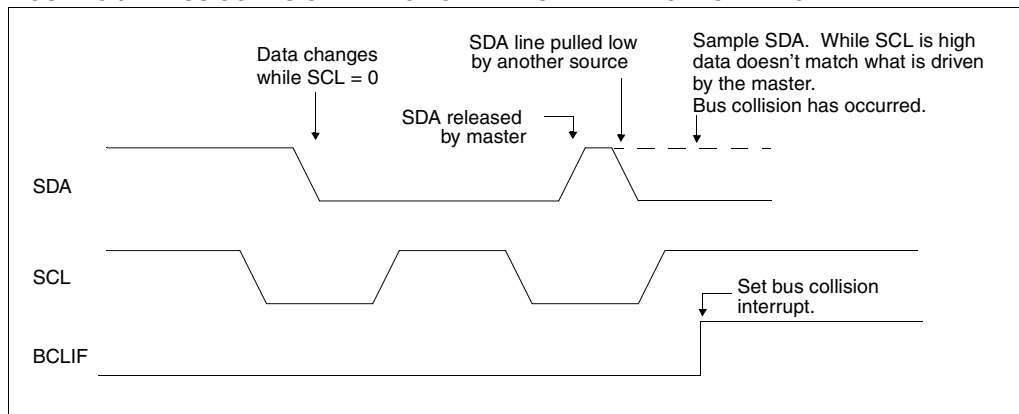 Data changes
while SCL = 0
SDA line pulled low
by another source
Sample SDA. While SCL is high
data doesn't match what is driven
by the master.
Bus collision has occurred.
SDA released
by master
SDA
SCL
Set bus collision
interrupt.
BCLIF